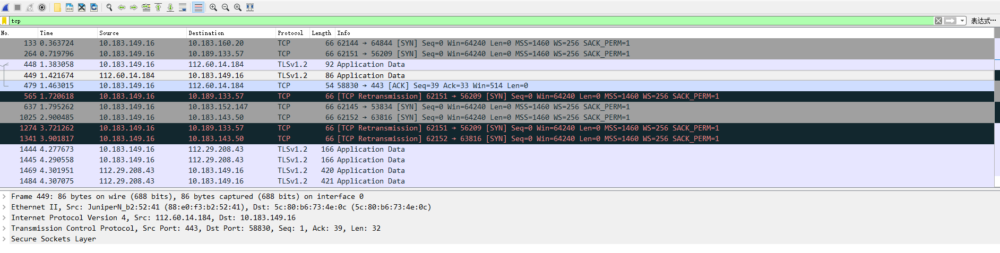 tcp
表达式…
No. Time Source Destination Protocol Length Info
133 0.363724 10.183.149.16 10.183.160.20 TCP 66 62144 → 64844 [SYN] Seq=0 Win=64240 Len=0 MSS=1460 WS=256 SACK_PERM=1
264 0.719796 10.183.149.16 10.189.133.57 TCP 66 62151 → 56209 [SYN] Seq=0 Win=64240 Len=0 MSS=1460 WS=256 SACK_PERM=1
448 1.383058 10.183.149.16 112.60.14.184 TLSv1.2 92 Application Data
449 1.421674 112.60.14.184 10.183.149.16 TLSv1.2 86 Application Data
479 1.463015 10.183.149.16 112.60.14.184 TCP 54 58830 → 443 [ACK] Seq=39 Ack=33 Win=514 Len=0
565 1.720618 10.183.149.16 10.189.133.57 TCP 66 [TCP Retransmission] 62151 → 56209 [SYN] Seq=0 Win=64240 Len=0 MSS=1460 WS=256 SACK_PERM=1
637 1.795262 10.183.149.16 10.183.152.147 TCP 66 62145 → 53834 [SYN] Seq=0 Win=64240 Len=0 MSS=1460 WS=256 SACK_PERM=1
1025 2.900485 10.183.149.16 10.189.143.50 TCP 66 62152 → 63816 [SYN] Seq=0 Win=64240 Len=0 MSS=1460 WS=256 SACK_PERM=1
1274 3.721262 10.183.149.16 10.189.133.57 TCP 66 [TCP Retransmission] 62151 → 56209 [SYN] Seq=0 Win=64240 Len=0 MSS=1460 WS=256 SACK_PERM=1
1341 3.901817 10.183.149.16 10.189.143.50 TCP 66 [TCP Retransmission] 62152 → 63816 [SYN] Seq=0 Win=64240 Len=0 MSS=1460 WS=256 SACK_PERM=1
1444 4.277673 10.183.149.16 112.29.208.43 TLSv1.2 166 Application Data
1445 4.290558 10.183.149.16 112.29.208.43 TLSv1.2 166 Application Data
1469 4.301951 112.29.208.43 10.183.149.16 TLSv1.2 420 Application Data
1484 4.307075 112.29.208.43 10.183.149.16 TLSv1.2 421 Application Data
Frame 449: 86 bytes on wire (688 bits), 86 bytes captured (688 bits) on interface 0
Ethernet II, Src: JuniperN_b2:52:41 (88:e0:f3:b2:52:41), Dst: 5c:80:b6:73:4e:0c (5c:80:b6:73:4e:0c)
Internet Protocol Version 4, Src: 112.60.14.184, Dst: 10.183.149.16
Transmission Control Protocol, Src Port: 443, Dst Port: 58830, Seq: 1, Ack: 39, Len: 32
Secure Sockets Layer